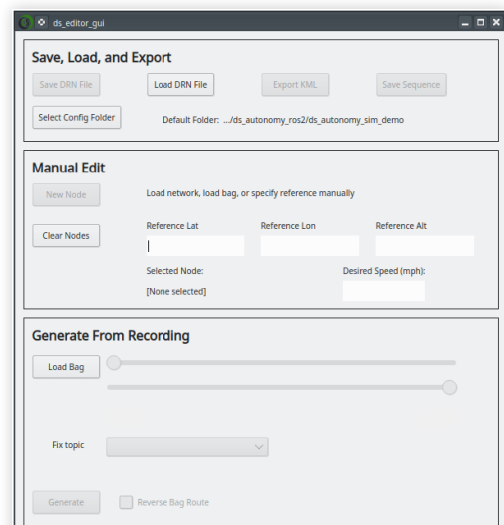 ds_editor_gui
Save, Load, and Export
Save DRN File Load DRN File Export KML Save Sequence
Select Config Folder Default Folder: .../ds_autonomy_ros2/ds_autonomy_sim_demo
Manual Edit
New Node Load network, load bag, or specify reference manually
Clear Nodes Reference Lat Reference Lon Reference Alt
Selected Node: Desired Speed (mph):
[None selected]
Generate From Recording
Load Bag
Fix topic
Generate Reverse Bag Route